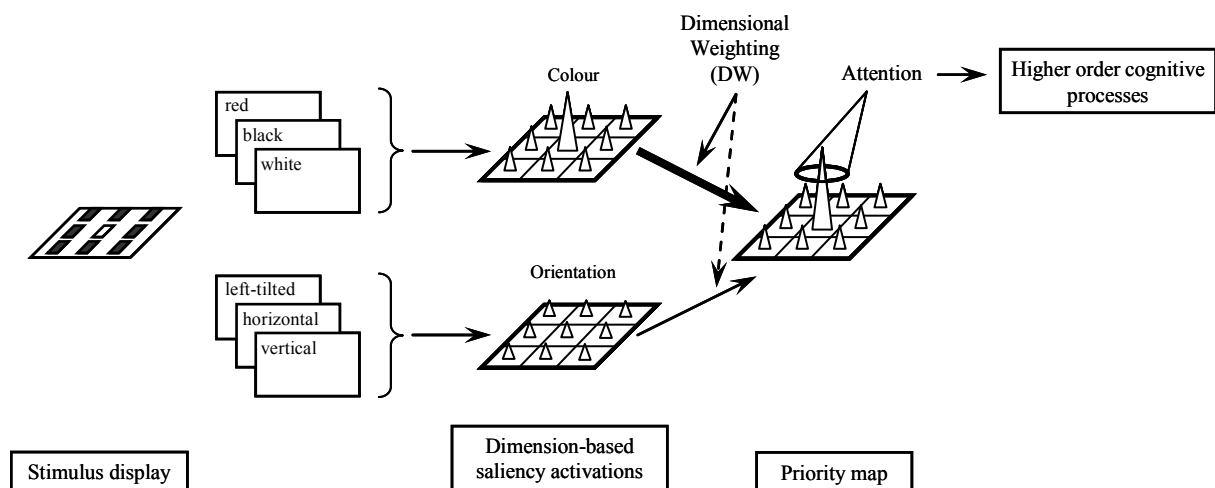 Dimensional
Weighting
(DW)
Colour
Attention
Higher order cognitive
processes
red
black
white
Orientation
left-tilted
horizontal
vertical
Stimulus display
Dimension-based
saliency activations
Priority map